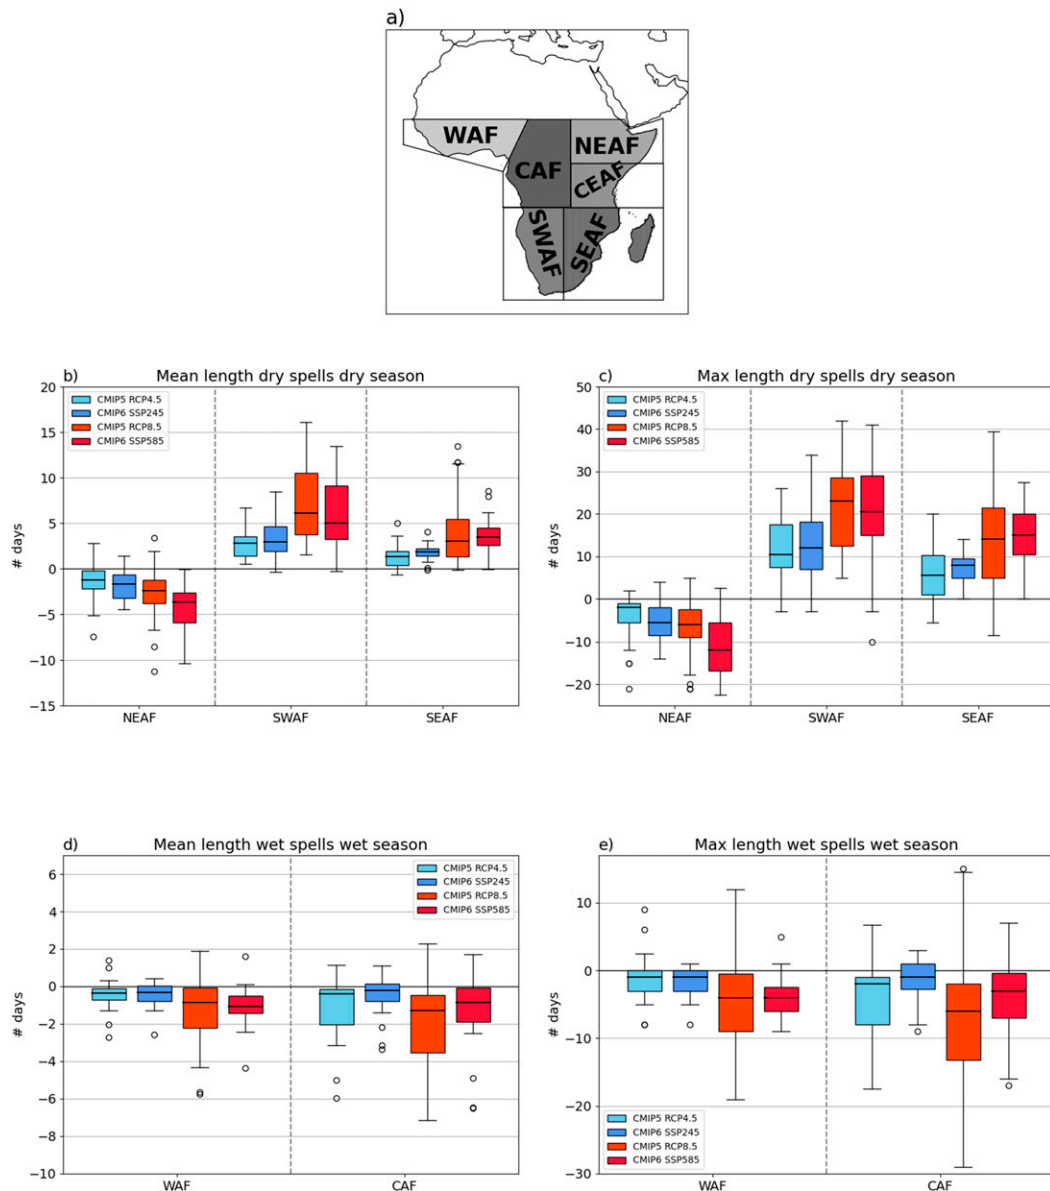 a)
WAF
NEAF
CAF
CEAF
SWAF
SEAF
b) Mean length dry spells dry season
CMIP5 RCP4.5
CMIP6 SSP245
CMIP5 RCP8.5
CMIP6 SSP585
# days
20
15
10
5
0
−5
−10
−15
NEAF SWAF SEAF
c) Max length dry spells dry season
CMIP5 RCP4.5
CMIP6 SSP245
CMIP5 RCP8.5
CMIP6 SSP585
# days
50
40
30
20
10
0
−10
−20
NEAF SWAF SEAF
d) Mean length wet spells wet season
CMIP5 RCP4.5
CMIP6 SSP245
CMIP5 RCP8.5
CMIP6 SSP585
# days
6
4
2
0
−2
−4
−6
−8
−10
WAF CAF
e) Max length wet spells wet season
# days
10
0
−10
−20
−30
CMIP5 RCP4.5
CMIP6 SSP245
CMIP5 RCP8.5
CMIP6 SSP585
WAF CAF